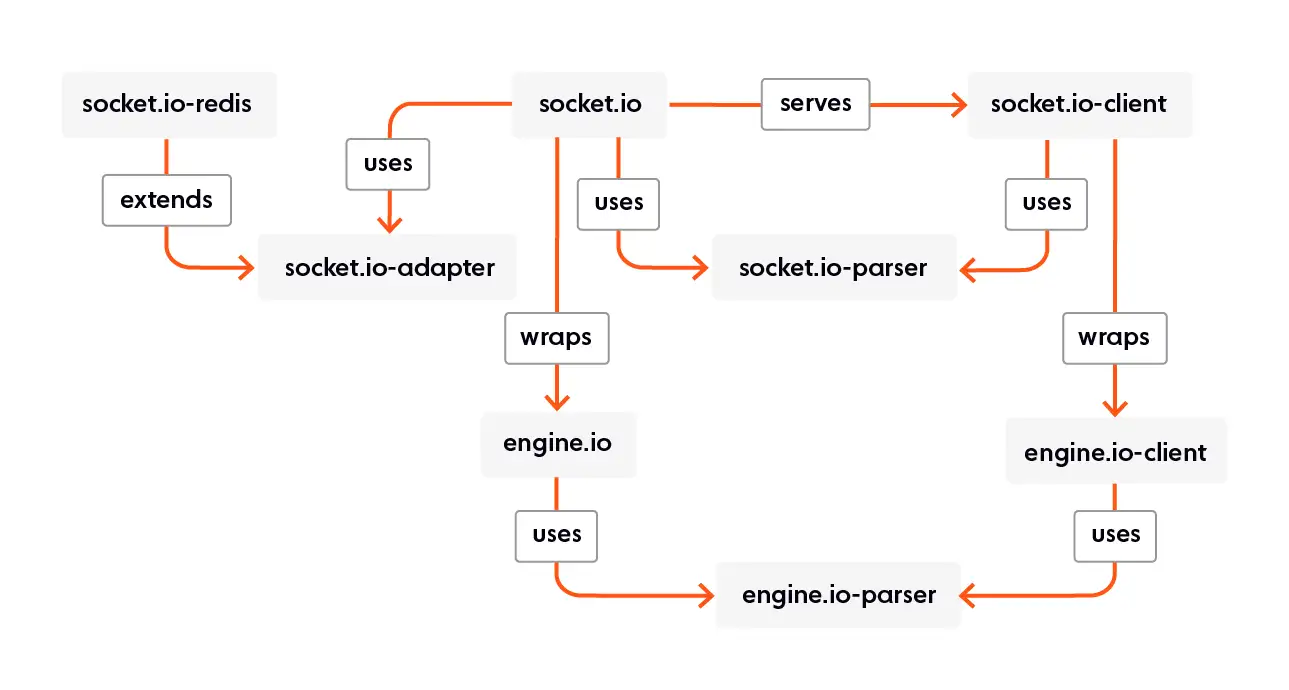 socket.io-redis
socket.io
serves
socket.io-client
uses
extends
uses
uses
socket.io-adapter
socket.io-parser
wraps
wraps
engine.io
engine.io-client
uses
uses
engine.io-parser